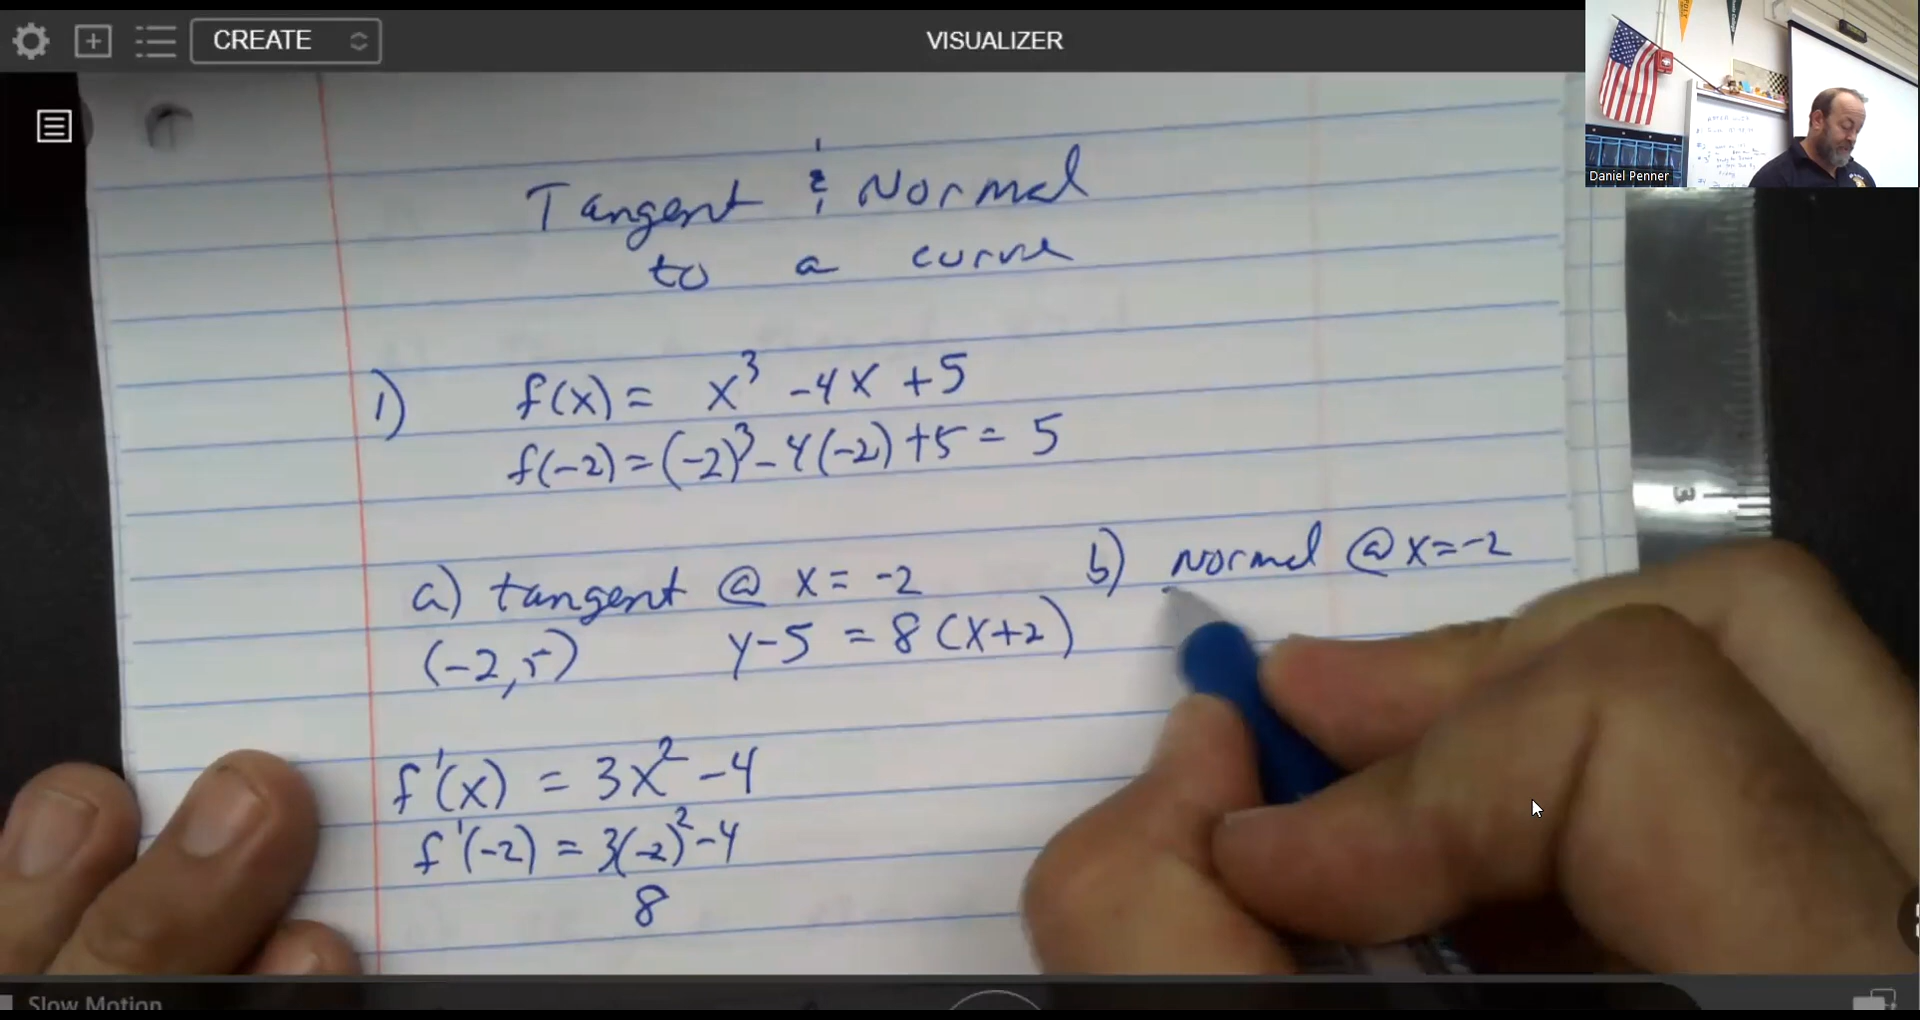 CREATE
VISUALIZER
Daniel Penner
Tangent & Normal
to a curve
1) f(x) = x³ - 4x + 5
f(-2) = (-2)³ - 4(-2) + 5 = 5
a) tangent @ x = -2
(-2, 5) y - 5 = 8(x+2)
b) Normal @ x = -2
f'(x) = 3x² - 4
f'(-2) = 3(-2)² - 4
8
3
Slow Motion